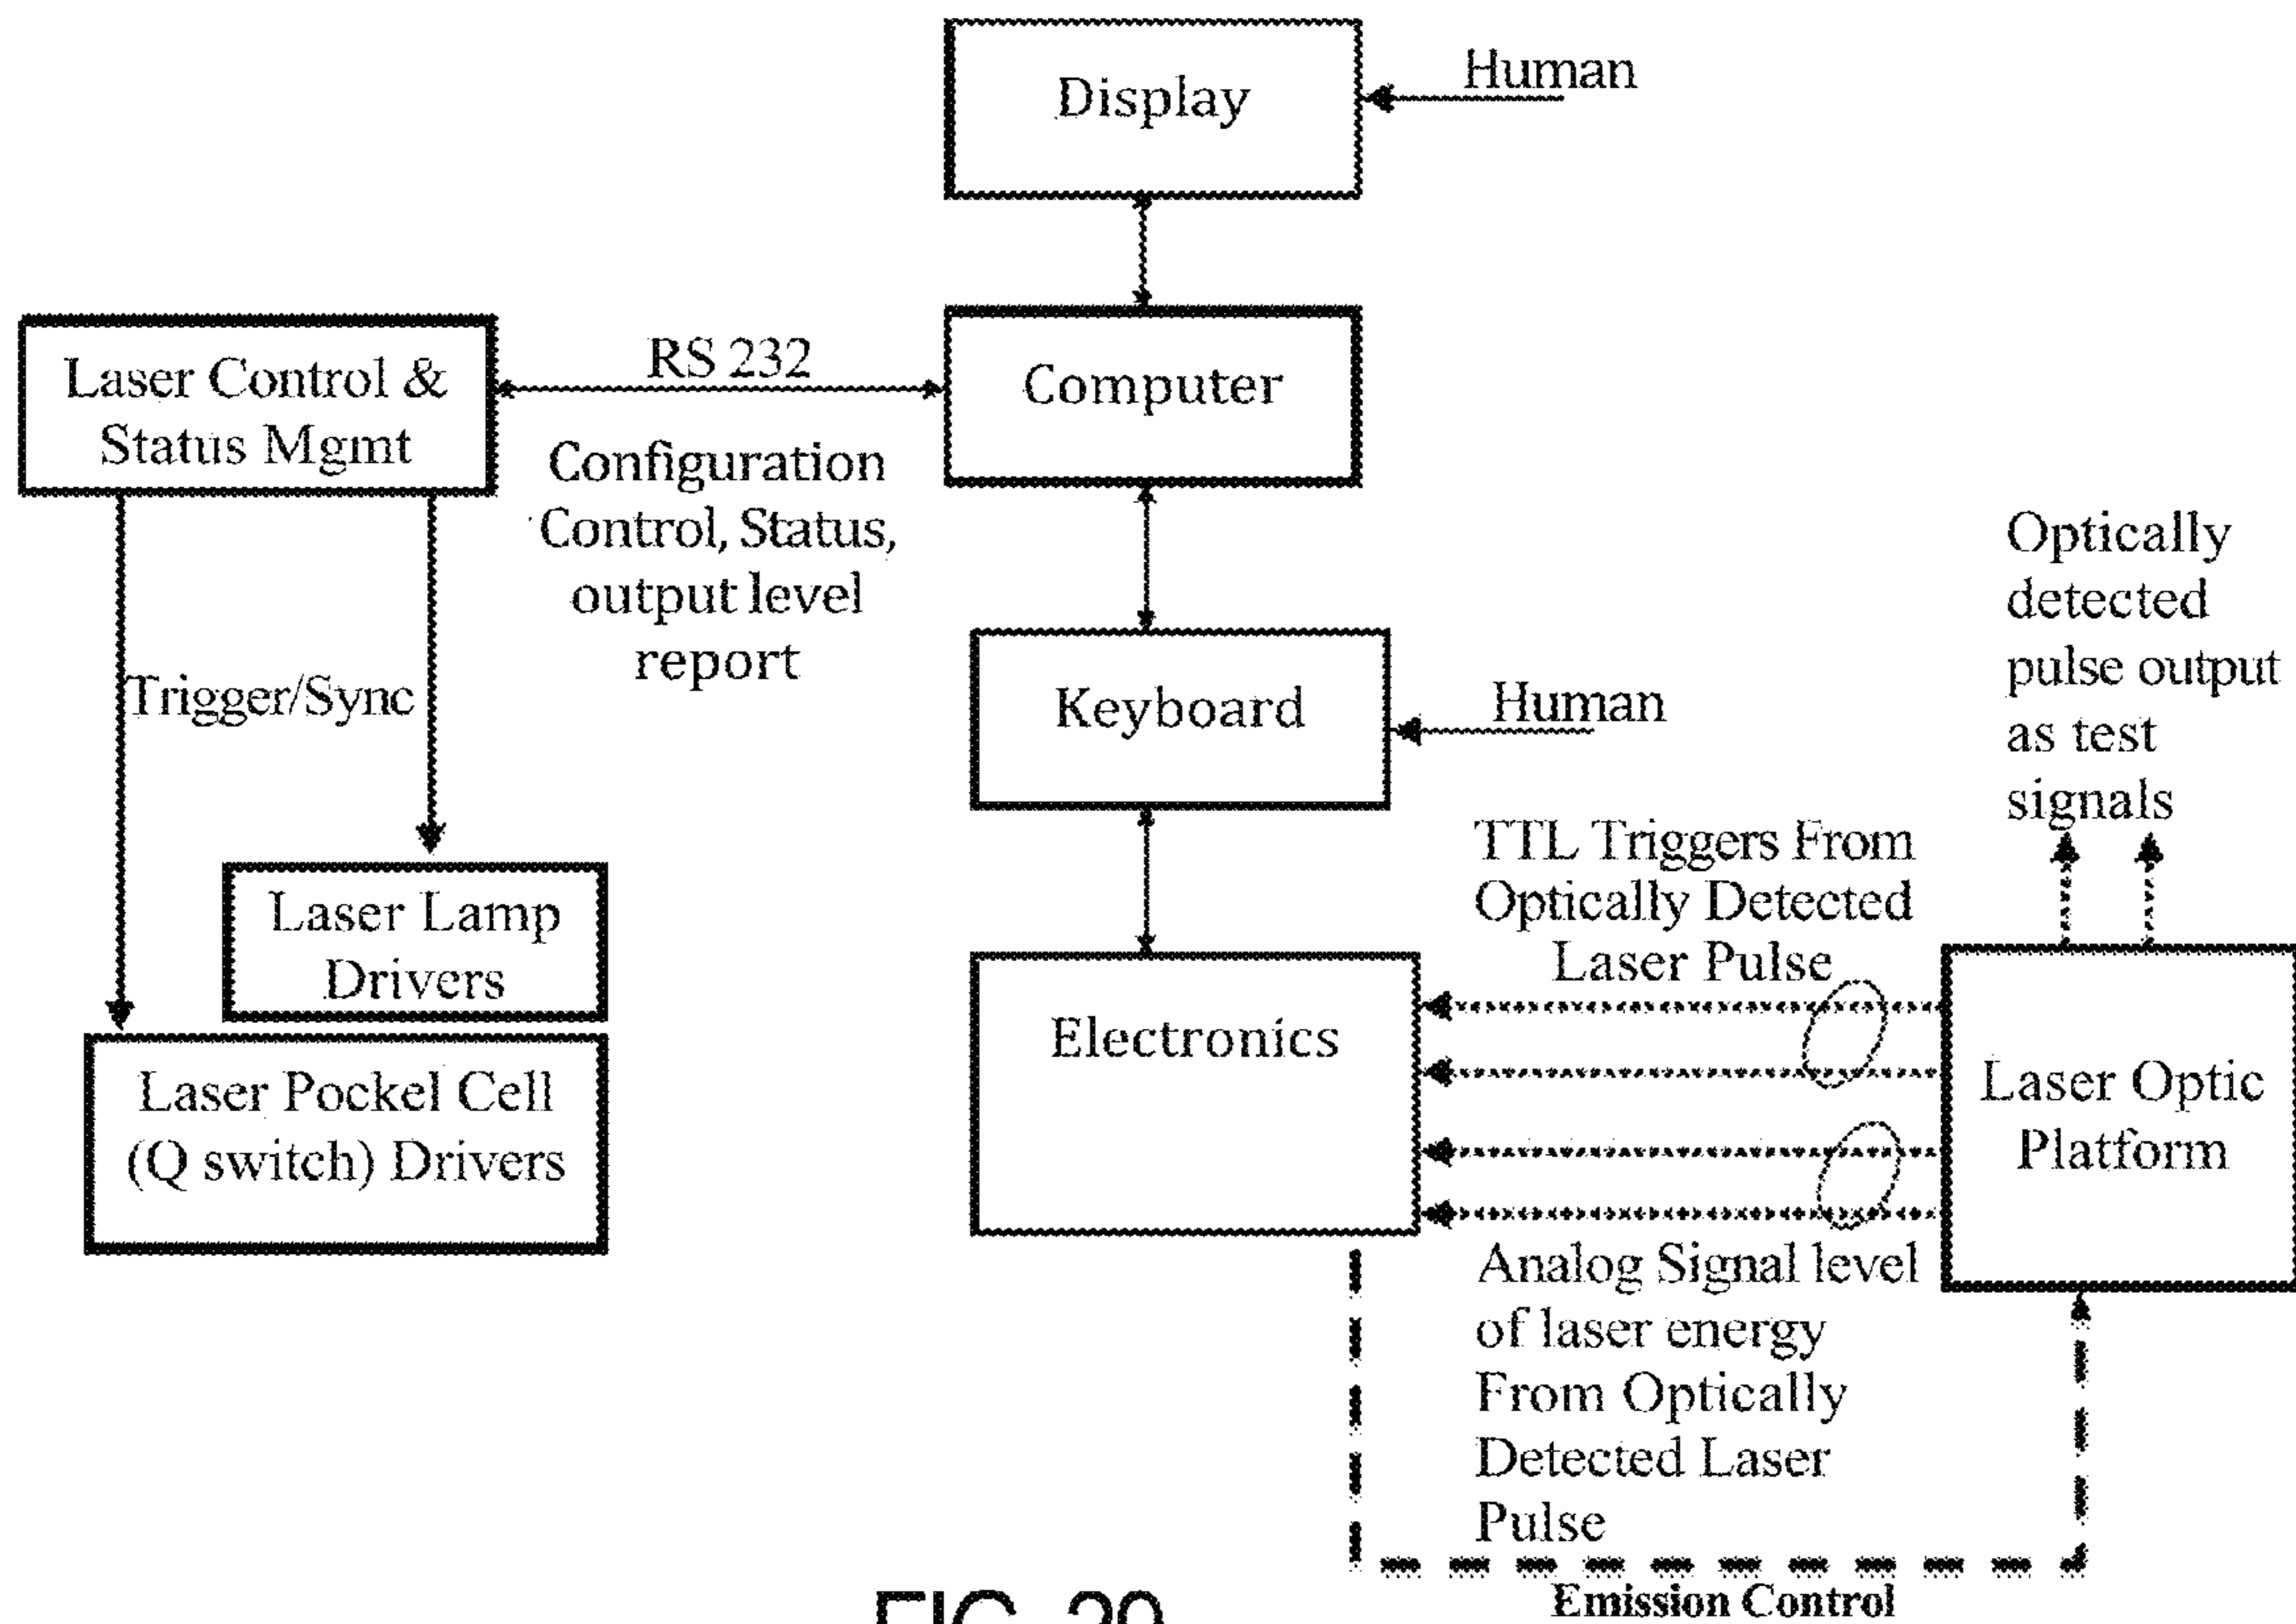 Display
Human
Laser Control &
Status Mgmt
RS 232
Computer
Configuration
Control, Status,
output level
report
Trigger/Sync
Keyboard
Human
Optically
detected
pulse output
as test
signals
Laser Lamp
Drivers
TTL Triggers From
Optically Detected
Laser Pulse
Electronics
Laser Optic
Platform
Laser Pockel Cell
(Q switch) Drivers
Analog Signal level
of laser energy
From Optically
Detected Laser
Pulse
Emission Control
FIG. 29